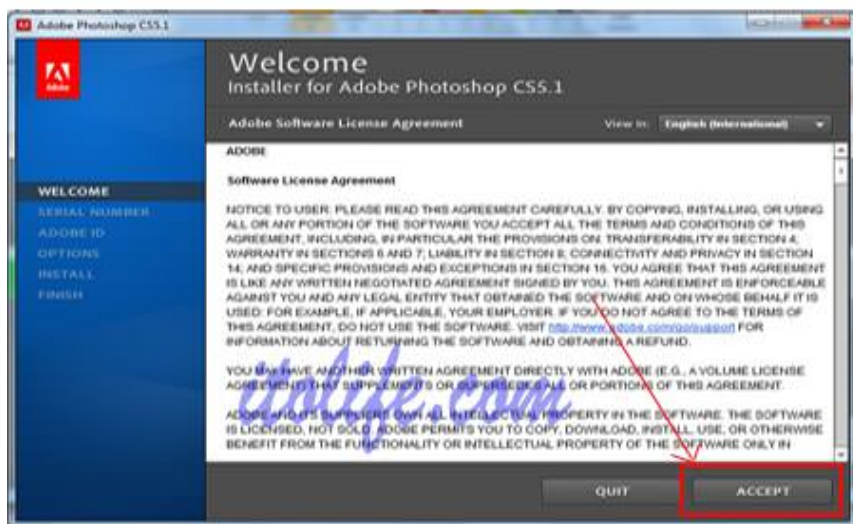 Adobe Photoshop CS5.1
Adobe
Welcome
Installer for Adobe Photoshop CS5.1
Adobe Software License Agreement
View in: English (International)
WELCOME
SERIAL NUMBER
ADOBE ID
OPTIONS
INSTALL
FINISH
ADOBE
Software License Agreement
NOTICE TO USER: PLEASE READ THIS AGREEMENT CAREFULLY. BY COPYING, INSTALLING, OR USING
ALL OR ANY PORTION OF THE SOFTWARE YOU ACCEPT ALL THE TERMS AND CONDITIONS OF THIS
AGREEMENT, INCLUDING, IN PARTICULAR THE PROVISIONS ON: TRANSFERABILITY IN SECTION 4,
WARRANTY IN SECTIONS 6 AND 7; LIABILITY IN SECTION 8; CONNECTIVITY AND PRIVACY IN SECTION
14; AND SPECIFIC PROVISIONS AND EXCEPTIONS IN SECTION 16. YOU AGREE THAT THIS AGREEMENT
IS LIKE ANY WRITTEN NEGOTIATED AGREEMENT SIGNED BY YOU. THIS AGREEMENT IS ENFORCEABLE
AGAINST YOU AND ANY LEGAL ENTITY THAT OBTAINED THE SOFTWARE AND ON WHOSE BEHALF IT IS
USED: FOR EXAMPLE, IF APPLICABLE, YOUR EMPLOYER. IF YOU DO NOT AGREE TO THE TERMS OF
THIS AGREEMENT, DO NOT USE THE SOFTWARE. VISIT http://www.adobe.com/go/support FOR
INFORMATION ABOUT RETURNING THE SOFTWARE AND OBTAINING A REFUND.
YOU MAY HAVE ANOTHER WRITTEN AGREEMENT DIRECTLY WITH ADOBE (E.G., A VOLUME LICENSE
AGREEMENT) THAT SUPPLEMENTS OR SUPERSEDES ALL OR PORTIONS OF THIS AGREEMENT.
itolife.com
ADOBE AND ITS SUPPLIERS OWN ALL INTELLECTUAL PROPERTY IN THE SOFTWARE. THE SOFTWARE
IS LICENSED, NOT SOLD. ADOBE PERMITS YOU TO COPY, DOWNLOAD, INSTALL, USE, OR OTHERWISE
BENEFIT FROM THE FUNCTIONALITY OR INTELLECTUAL PROPERTY OF THE SOFTWARE ONLY IN
QUIT
ACCEPT